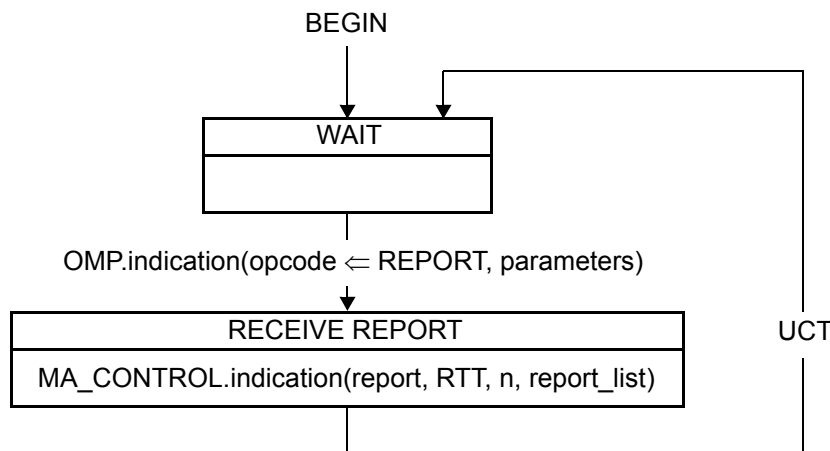 BEGIN
WAIT
OMP.indication(opcode ⇐ REPORT, parameters)
RECEIVE REPORT
UCT
MA_CONTROL.indication(report, RTT, n, report_list)